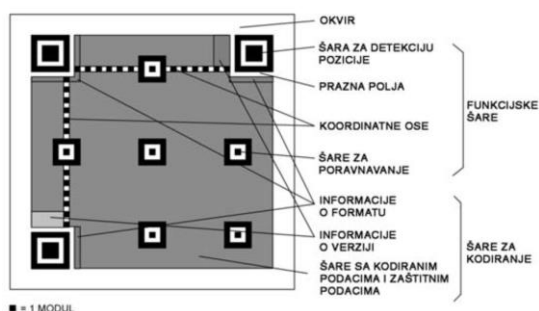 OKVIR
ŠARA ZA DETEKCIJU
POZICIJE
PRAZNA POLJA
FUNKCIJSKE
ŠARE
KOORDINATNE OSE
ŠARE ZA
PORAVNAVANJE
INFORMACIJE
O FORMATU
INFORMACIJE
O VERZIJI
ŠARE ZA
KODIRANJE
ŠARE SA KODIRANIM
PODACIMA I ZAŠTITNIM
PODACIMA
= 1 MODUL